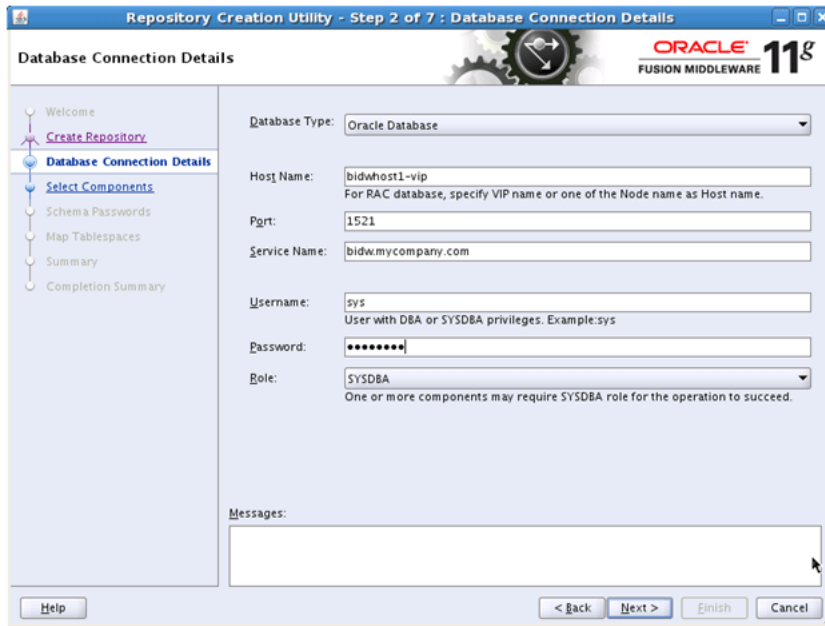 Repository Creation Utility - Step 2 of 7 : Database Connection Details
Database Connection Details
ORACLE
FUSION MIDDLEWARE
11g
Welcome
Create Repository
Database Connection Details
Select Components
Schema Passwords
Map Tablespaces
Summary
Completion Summary
Database Type: Oracle Database
Host Name: bidwhost1-vip
For RAC database, specify VIP name or one of the Node name as Host name.
Port: 1521
Service Name: bidw.mycompany.com
Username: sys
User with DBA or SYSDBA privileges. Example:sys
Password: ••••••••
Role: SYSDBA
One or more components may require SYSDBA role for the operation to succeed.
Messages:
Help
< Back
Next >
Finish
Cancel